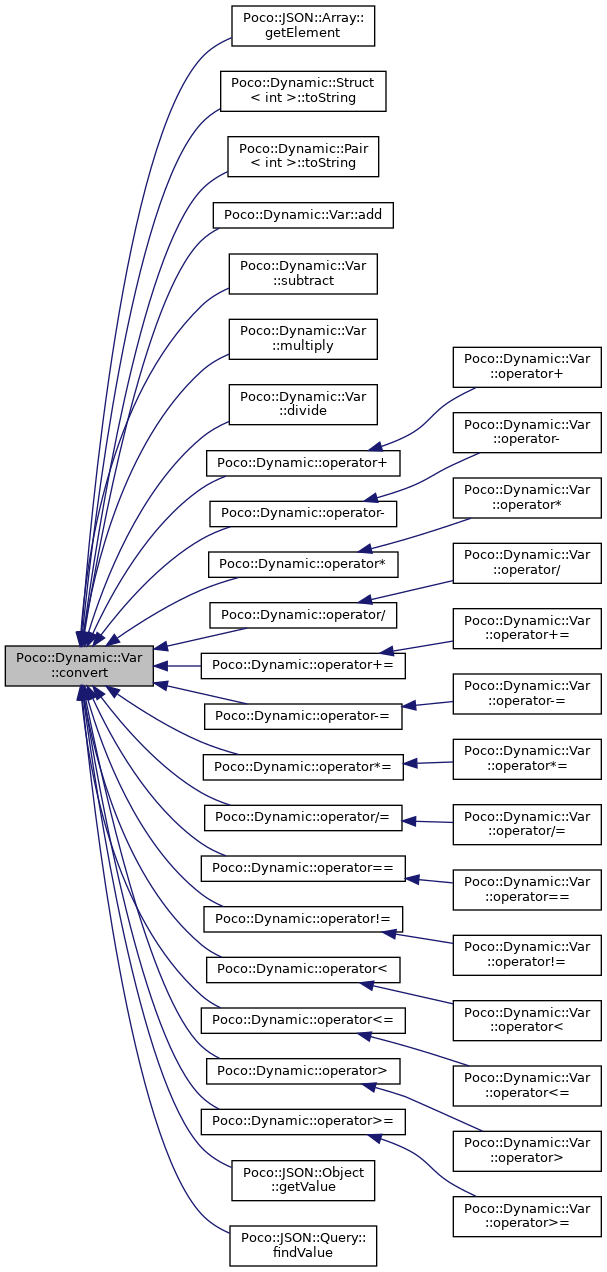 Poco::Dynamic::Var
::convert
Poco::JSON::Array::
getElement
Poco::Dynamic::Struct
< int >::toString
Poco::Dynamic::Pair
< int >::toString
Poco::Dynamic::Var::add
Poco::Dynamic::Var
::subtract
Poco::Dynamic::Var
::multiply
Poco::Dynamic::Var
::divide
Poco::Dynamic::operator+
Poco::Dynamic::operator-
Poco::Dynamic::operator*
Poco::Dynamic::operator/
Poco::Dynamic::operator+=
Poco::Dynamic::operator-=
Poco::Dynamic::operator*=
Poco::Dynamic::operator/=
Poco::Dynamic::operator==
Poco::Dynamic::operator!=
Poco::Dynamic::operator<
Poco::Dynamic::operator<=
Poco::Dynamic::operator>
Poco::Dynamic::operator>=
Poco::JSON::Object
::getValue
Poco::JSON::Query::
findValue
Poco::Dynamic::Var
::operator+
Poco::Dynamic::Var
::operator-
Poco::Dynamic::Var
::operator*
Poco::Dynamic::Var
::operator/
Poco::Dynamic::Var
::operator+=
Poco::Dynamic::Var
::operator-=
Poco::Dynamic::Var
::operator*=
Poco::Dynamic::Var
::operator/=
Poco::Dynamic::Var
::operator==
Poco::Dynamic::Var
::operator!=
Poco::Dynamic::Var
::operator<
Poco::Dynamic::Var
::operator<=
Poco::Dynamic::Var
::operator>
Poco::Dynamic::Var
::operator>=